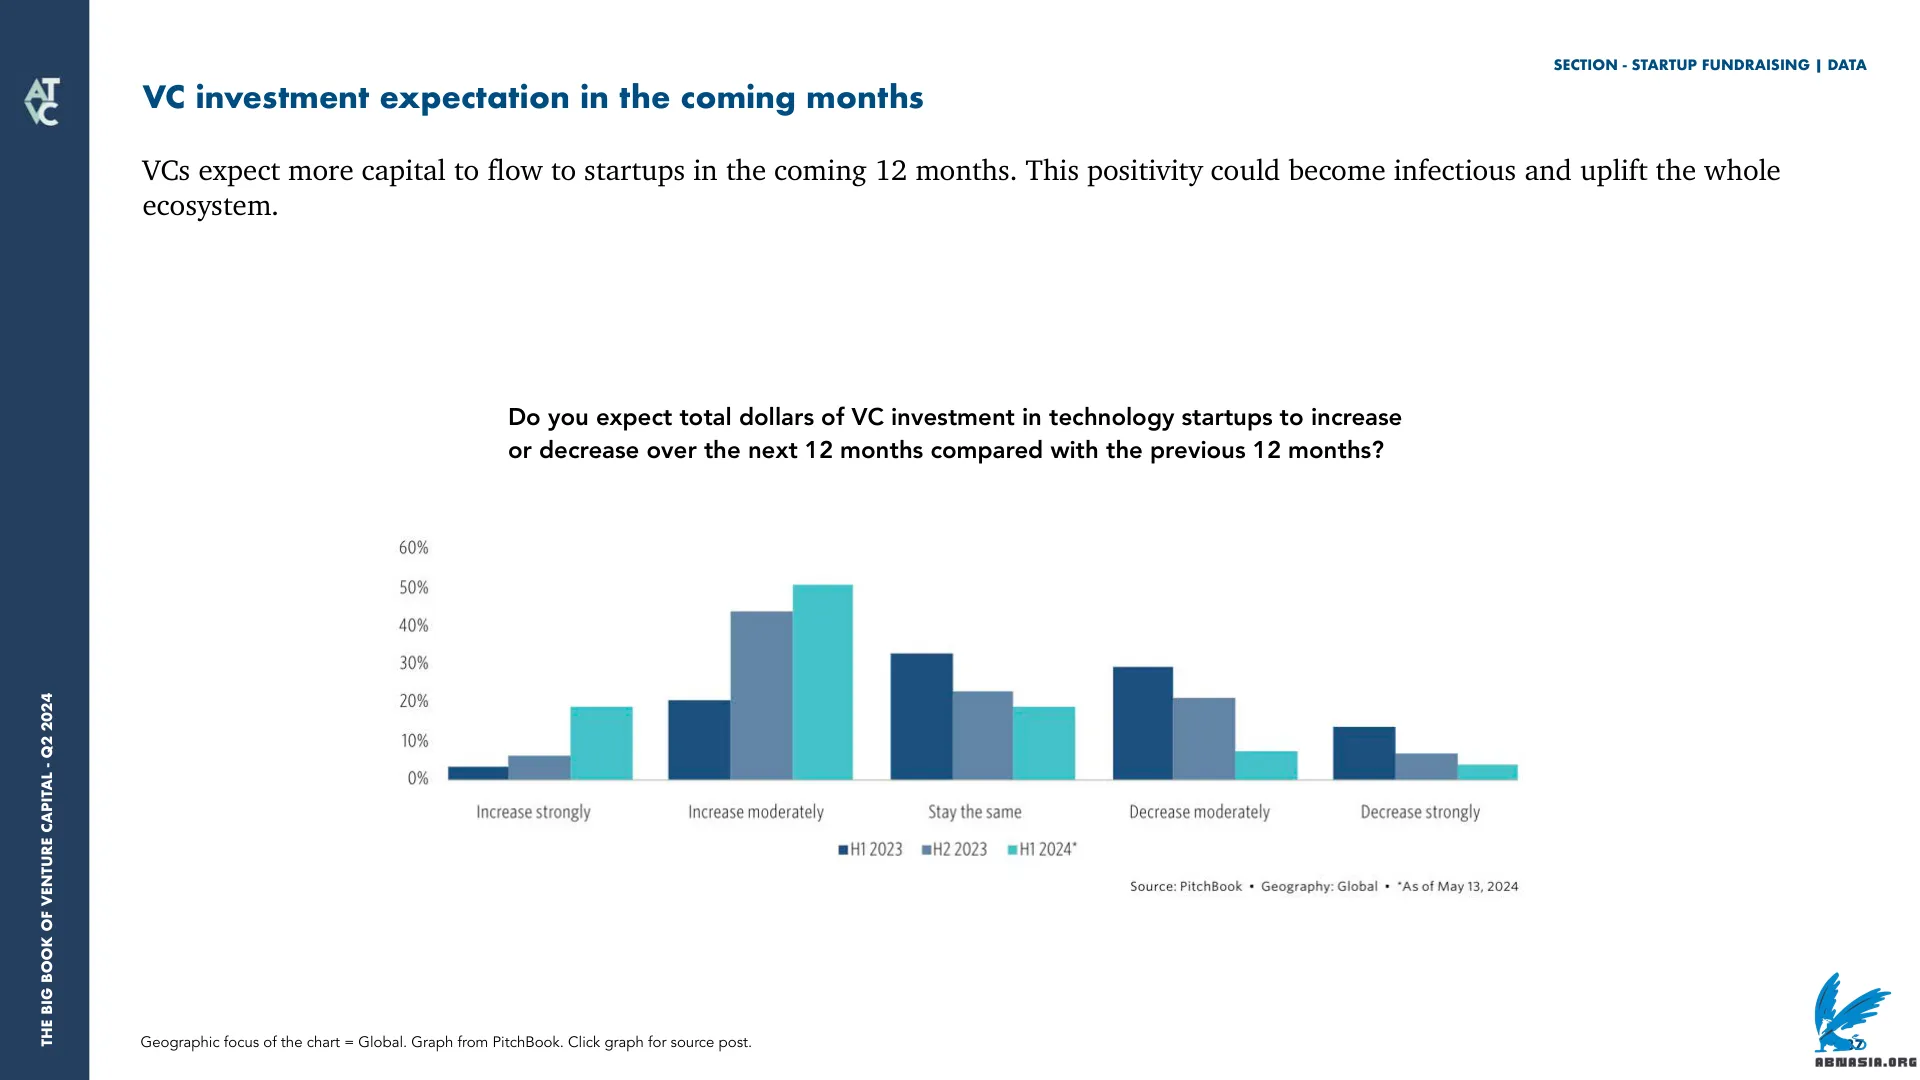 AT
VC
SECTION - STARTUP FUNDRAISING | DATA
VC investment expectation in the coming months
VCs expect more capital to flow to startups in the coming 12 months. This positivity could become infectious and uplift the whole
ecosystem.
Do you expect total dollars of VC investment in technology startups to increase
or decrease over the next 12 months compared with the previous 12 months?
60%
50%
40%
30%
20%
10%
0%
Increase strongly
Increase moderately
Stay the same
Decrease moderately
Decrease strongly
H1 2023
H2 2023
H1 2024*
Source: PitchBook • Geography: Global • *As of May 13, 2024
THE BIG BOOK OF VENTURE CAPITAL - Q2 2024
Geographic focus of the chart = Global. Graph from PitchBook. Click graph for source post.
ABNASIA.ORG